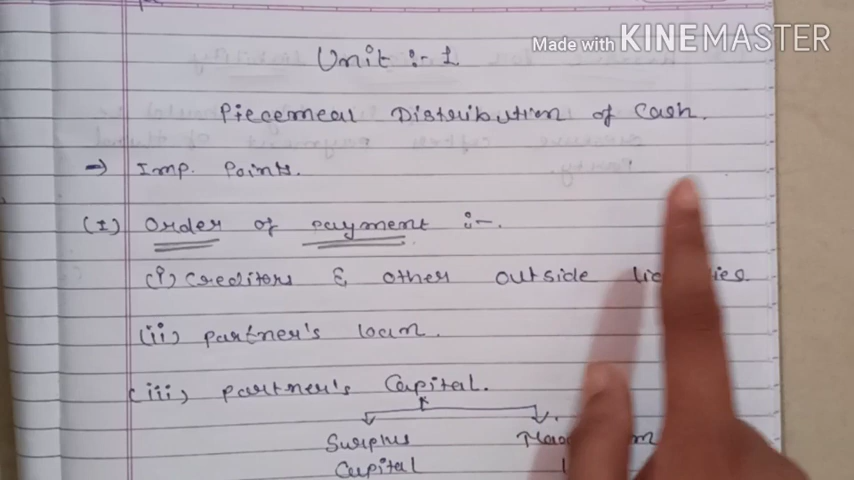 Made with KINEMASTER
Unit :- 1
Piecemeal Distribution of Cash.
→ Imp. Points.
(I) Order of payment :-.
(i) Creditors & other outside
(ii) partner's loan.
(iii) partner's Capital.
Surplus
Capital